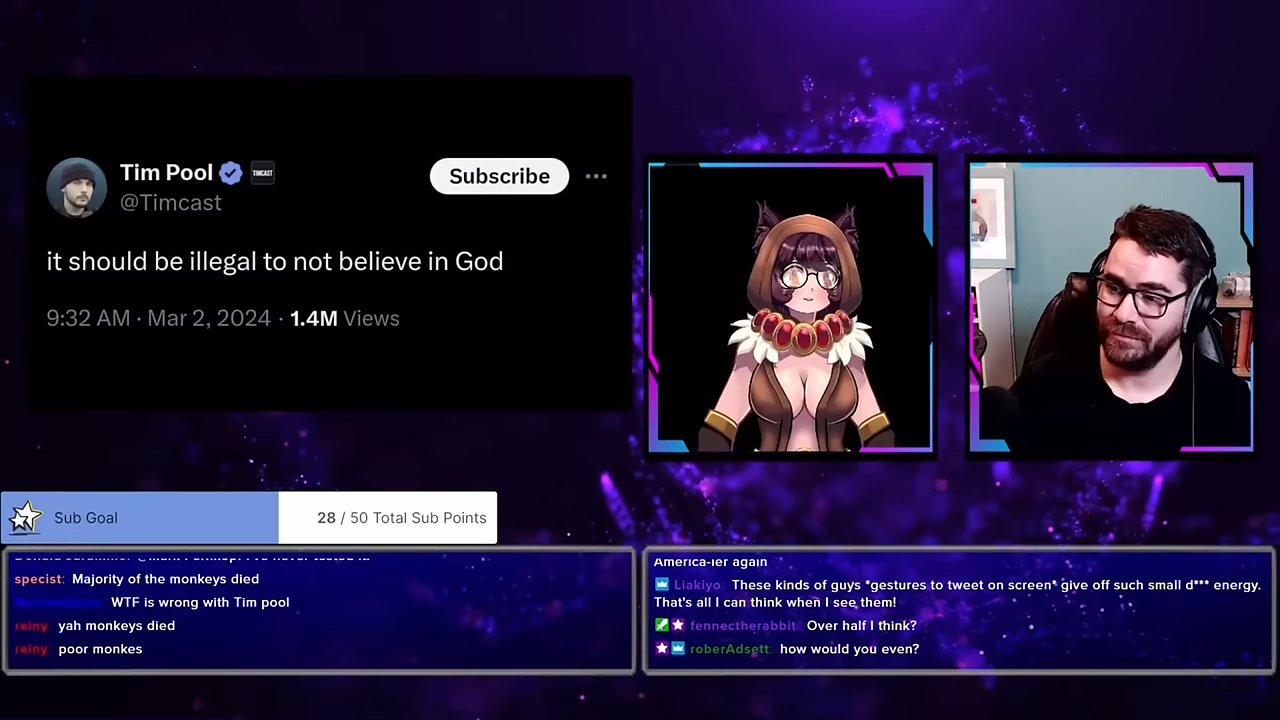 Tim Pool
TIMCAST
Subscribe
@Timcast
it should be illegal to not believe in God
9:32 AM · Mar 2, 2024 · 1.4M Views
Sub Goal
28 / 50 Total Sub Points
specist: Majority of the monkeys died
WTF is wrong with Tim pool
reiny: yah monkeys died
reiny: poor monkes
America-ier again
Liakiyo: These kinds of guys *gestures to tweet on screen* give off such small d*** energy.
That's all I can think when I see them!
fennectherabbit: Over half I think?
roberAdsett: how would you even?